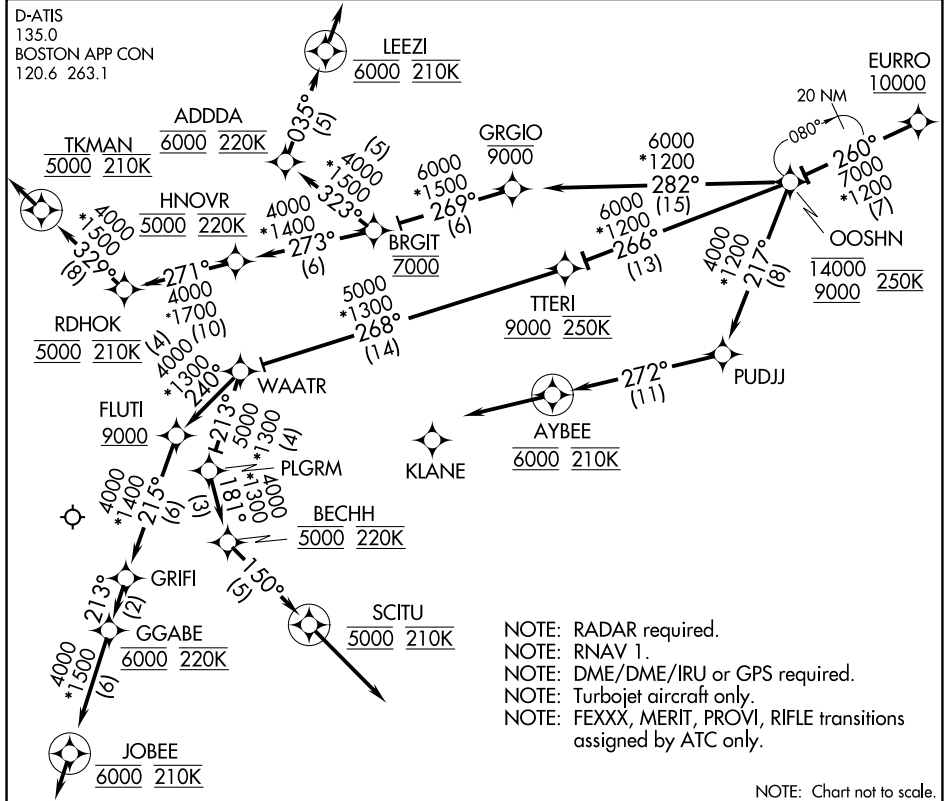 D-ATIS
135.0
BOSTON APP CON
120.6 263.1
LEEZI
6000 210K
EURRO
10000
20 NM
080°
260°
7000
*1200
(7)
ADDDA
6000 220K
035°
(5)
TKMAN
5000 210K
GRGIO
9000
6000
*1200
282°
(15)
(5)
4000
*1500
323°
6000
*1500
269°
(6)
HNOVR
5000 220K
4000
*1400
273°
(6)
BRGIT
7000
OOSHN
14000
9000 250K
6000
*1200
266°
(13)
4000
*1500
329°
(8)
271°
4000
*1700
(10)
4000
*1200
217°
(8)
RDHOK
5000 210K
TTERI
9000 250K
5000
*1300
268°
(14)
(4)
4000
*1300
240°
WAATR
PUDJJ
272°
(11)
FLUTI
9000
213°
5000
*1300
(4)
KLANE
AYBEE
6000 210K
PLGRM
4000
*1300
181°
(3)
4000
*1400
215°
(6)
BECHH
5000 220K
150°
(5)
GRIFI
213°
(2)
GGABE
6000 220K
SCITU
5000 210K
4000
*1500
(6)
JOBEE
6000 210K
NOTE: RADAR required.
NOTE: RNAV 1.
NOTE: DME/DME/IRU or GPS required.
NOTE: Turbojet aircraft only.
NOTE: FEXXX, MERIT, PROVI, RIFLE transitions
assigned by ATC only.
NOTE: Chart not to scale.